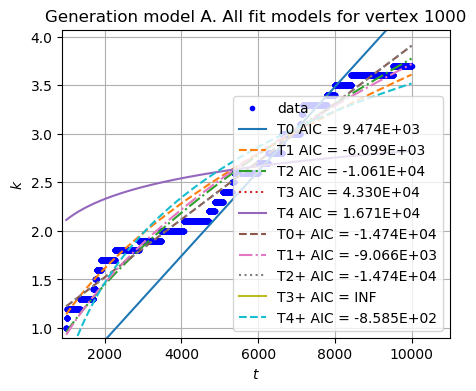 Generation model A. All fit models for vertex 1000
4.0
3.5
3.0
2.5
2.0
1.5
1.0
k
data
T0 AIC = 9.474E+03
T1 AIC = -6.099E+03
T2 AIC = -1.061E+04
T3 AIC = 4.330E+04
T4 AIC = 1.671E+04
T0+ AIC = -1.474E+04
T1+ AIC = -9.066E+03
T2+ AIC = -1.474E+04
T3+ AIC = INF
T4+ AIC = -8.585E+02
2000 4000 6000 8000 10000
t